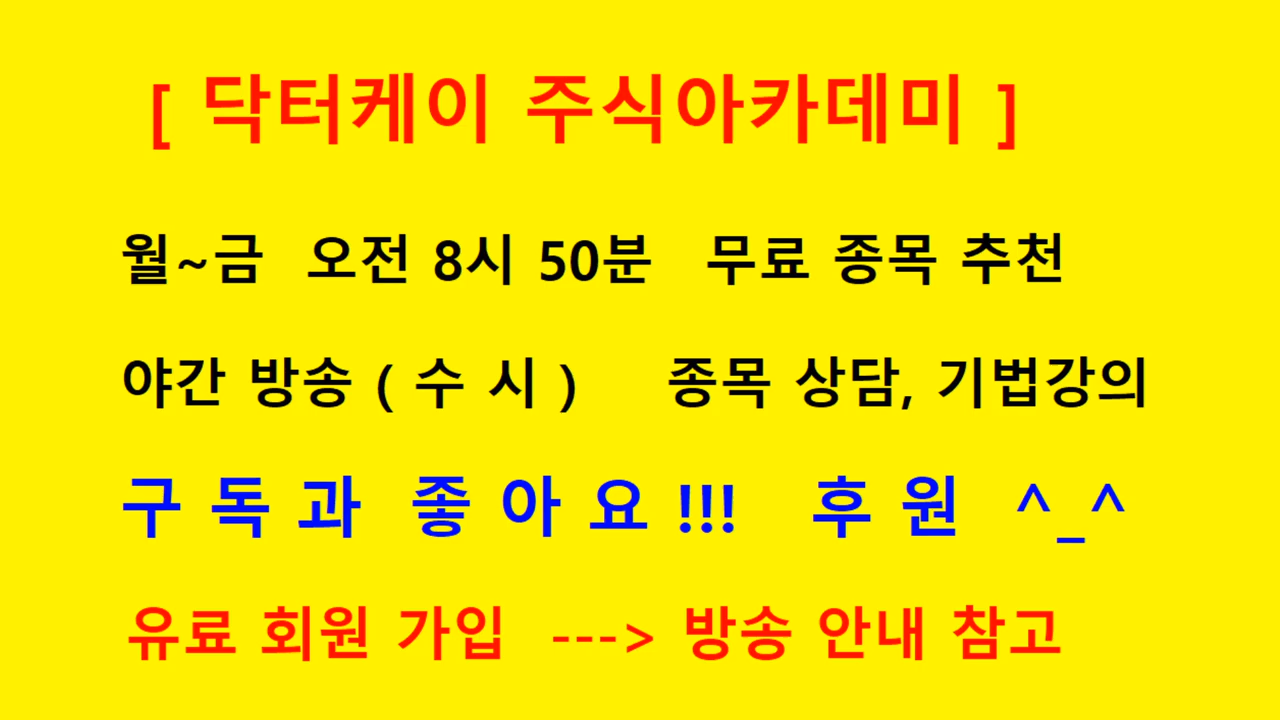 [ 닥터케이 주식아카데미 ]
월~금 오전 8시 50분 무료 종목 추천
야간 방송 ( 수 시 ) 종목 상담, 기법강의
구 독 과 좋 아 요 !!! 후 원 ^_^
유료 회원 가입 ---> 방송 안내 참고